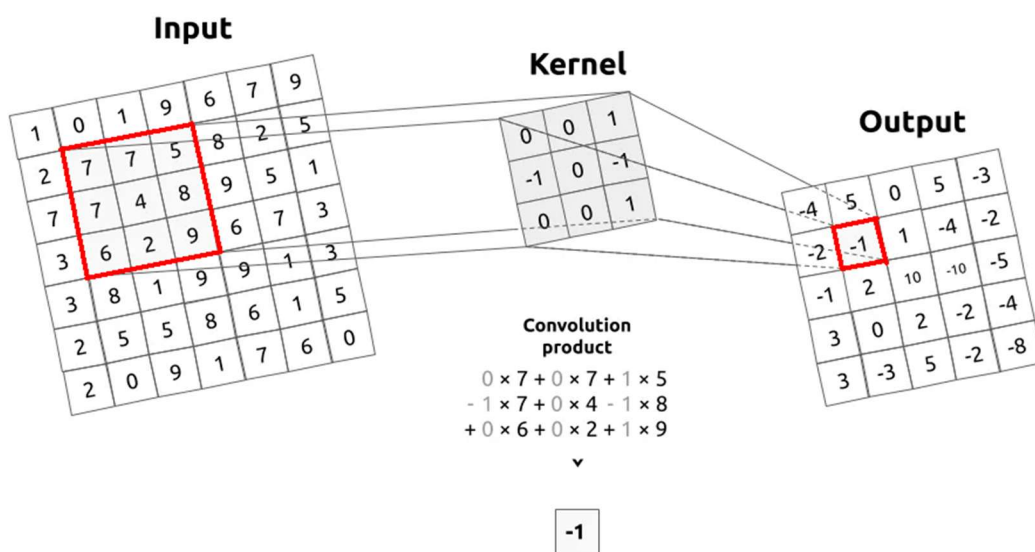 Input
1 0 1 9 6 7 9
2 7 7 5 8 2 5
7 7 4 8 9 5 1
3 6 2 9 6 7 3
3 8 1 9 9 1 3
2 5 5 8 6 1 5
2 0 9 1 7 6 0
Kernel
0 0 1
-1 0 -1
0 0 1
Output
-4 5 0 5 -3
-2 -1 1 -4 -2
-1 2 10 -10 -5
3 0 2 -2 -4
3 -3 5 -2 -8
Convolution
product
0 × 7 + 0 × 7 + 1 × 5
- 1 × 7 + 0 × 4 - 1 × 8
+ 0 × 6 + 0 × 2 + 1 × 9
-1